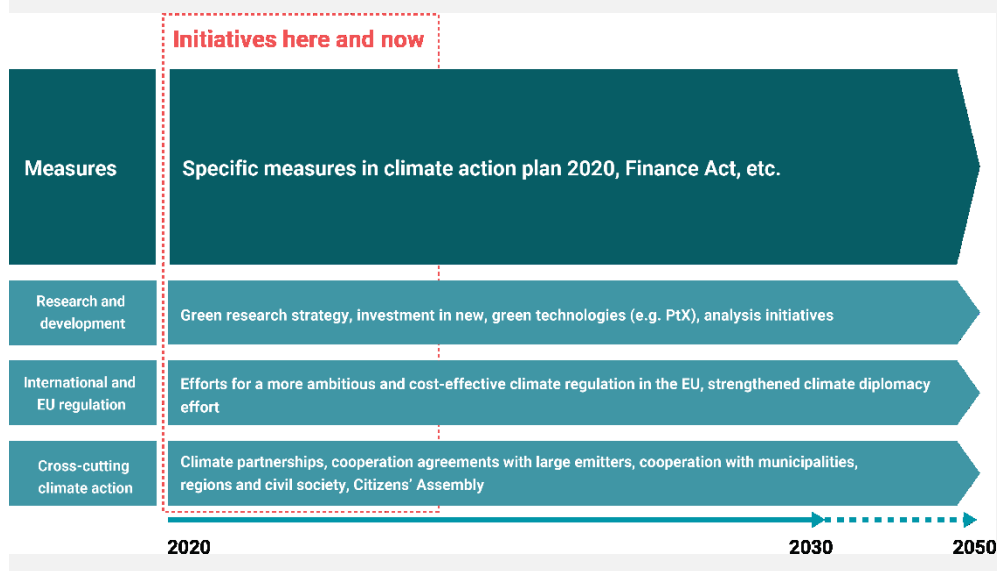 Initiatives here and now
Measures
Specific measures in climate action plan 2020, Finance Act, etc.
Research and
development
Green research strategy, investment in new, green technologies (e.g. PtX), analysis initiatives
International and
EU regulation
Efforts for a more ambitious and cost-effective climate regulation in the EU, strengthened climate diplomacy
effort
Cross-cutting
climate action
Climate partnerships, cooperation agreements with large emitters, cooperation with municipalities,
regions and civil society, Citizens’ Assembly
2020
2030
2050